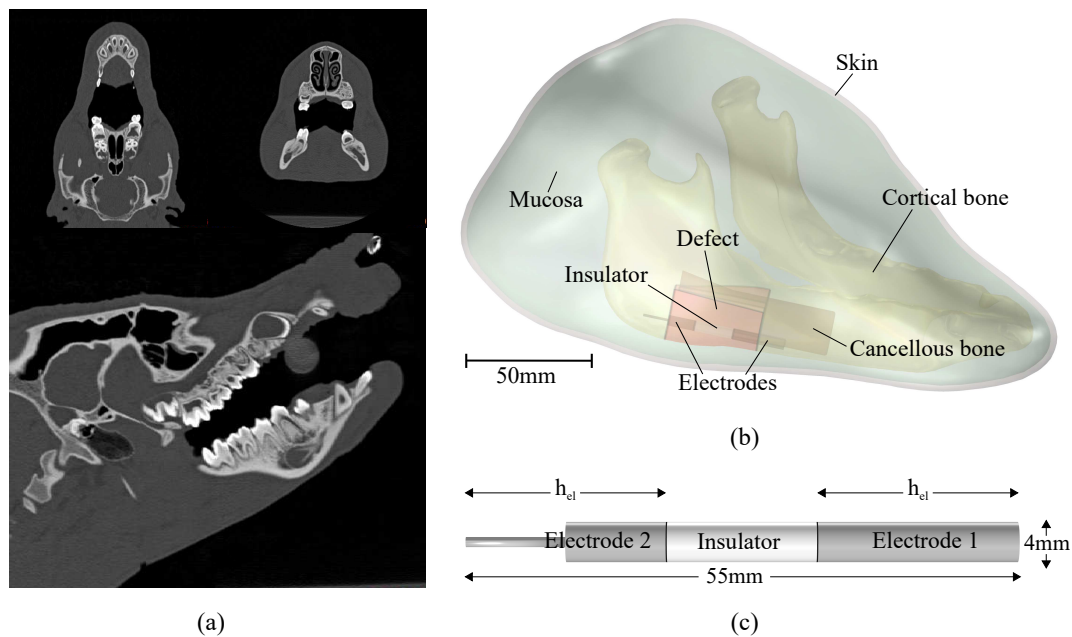 Skin
Mucosa
Cortical bone
Defect
Insulator
Cancellous bone
50mm
Electrodes
(b)
h_el
h_el
Electrode 2
Insulator
Electrode 1
4mm
55mm
(a)
(c)